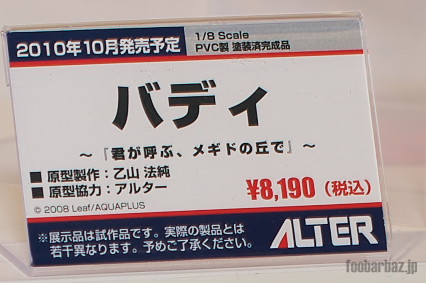 2010年10月発売予定
1/8 Scale
PVC製 塗装済完成品
バディ
～『君が呼ぶ、メギドの丘で』～
■ 原型製作：乙山 法純
■ 原型協力：アルター
¥8,190（税込）
© 2008 Leaf/AQUAPLUS
※展示品は試作品です。実際の製品とは
若干異なります。予めご了承ください。
ALTER
foobarbaz.jp